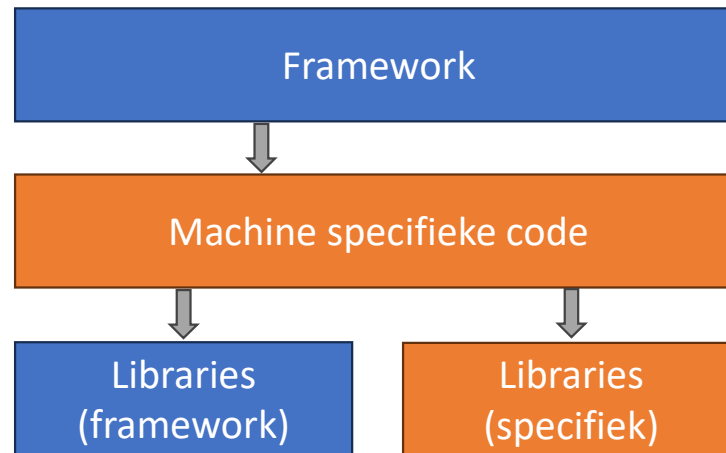 Framework
Machine specifieke code
Libraries
(framework)
Libraries
(specifiek)